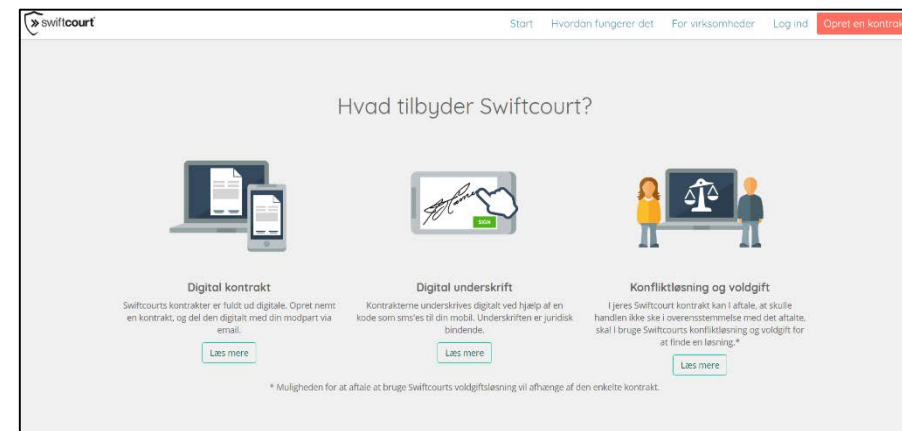 swiftcourt
Start Hvordan fungerer det For virksomheder Log ind Opret en kontrak
Hvad tilbyder Swiftcourt?
SIGN
Digital kontrakt
Swiftcourts kontrakter er fuldt ud digitale. Opret nemt
en kontrakt, og del den digitalt med din modpart via
email.
Læs mere
Digital underskrift
Kontrakterne underskrives digitalt ved hjælp af en
kode som sms'es til din mobil. Underskriften er juridisk
bindende.
Læs mere
Konfliktløsning og voldgift
I jeres Swiftcourt kontrakt kan I aftale, at skulle
handlen ikke ske i overensstemmelse med det aftalte,
skal I bruge Swiftcourts konfliktløsning og voldgift for
at finde en løsning.*
Læs mere
* Muligheden for at aftale at bruge Swiftcourts voldgiftsløsning vil afhænge af den enkelte kontrakt.